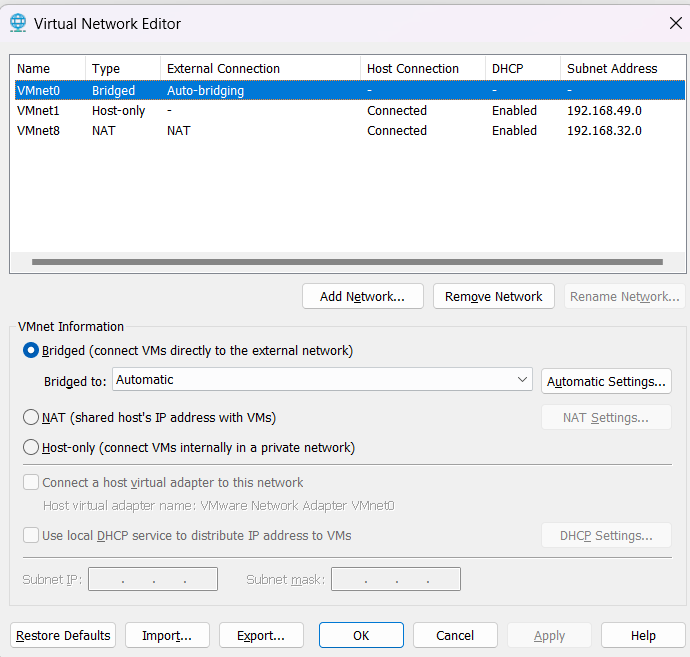 Virtual Network Editor
Name Type External Connection Host Connection DHCP Subnet Address
VMnet0 Bridged Auto-bridging - - -
VMnet1 Host-only - Connected Enabled 192.168.49.0
VMnet8 NAT NAT Connected Enabled 192.168.32.0
Add Network... Remove Network Rename Network...
VMnet Information
Bridged (connect VMs directly to the external network)
Bridged to: Automatic Automatic Settings...
NAT (shared host's IP address with VMs) NAT Settings...
Host-only (connect VMs internally in a private network)
Connect a host virtual adapter to this network
Host virtual adapter name: VMware Network Adapter VMnet0
Use local DHCP service to distribute IP address to VMs DHCP Settings...
Subnet IP: . . . Subnet mask: . . .
Restore Defaults Import... Export... OK Cancel Apply Help